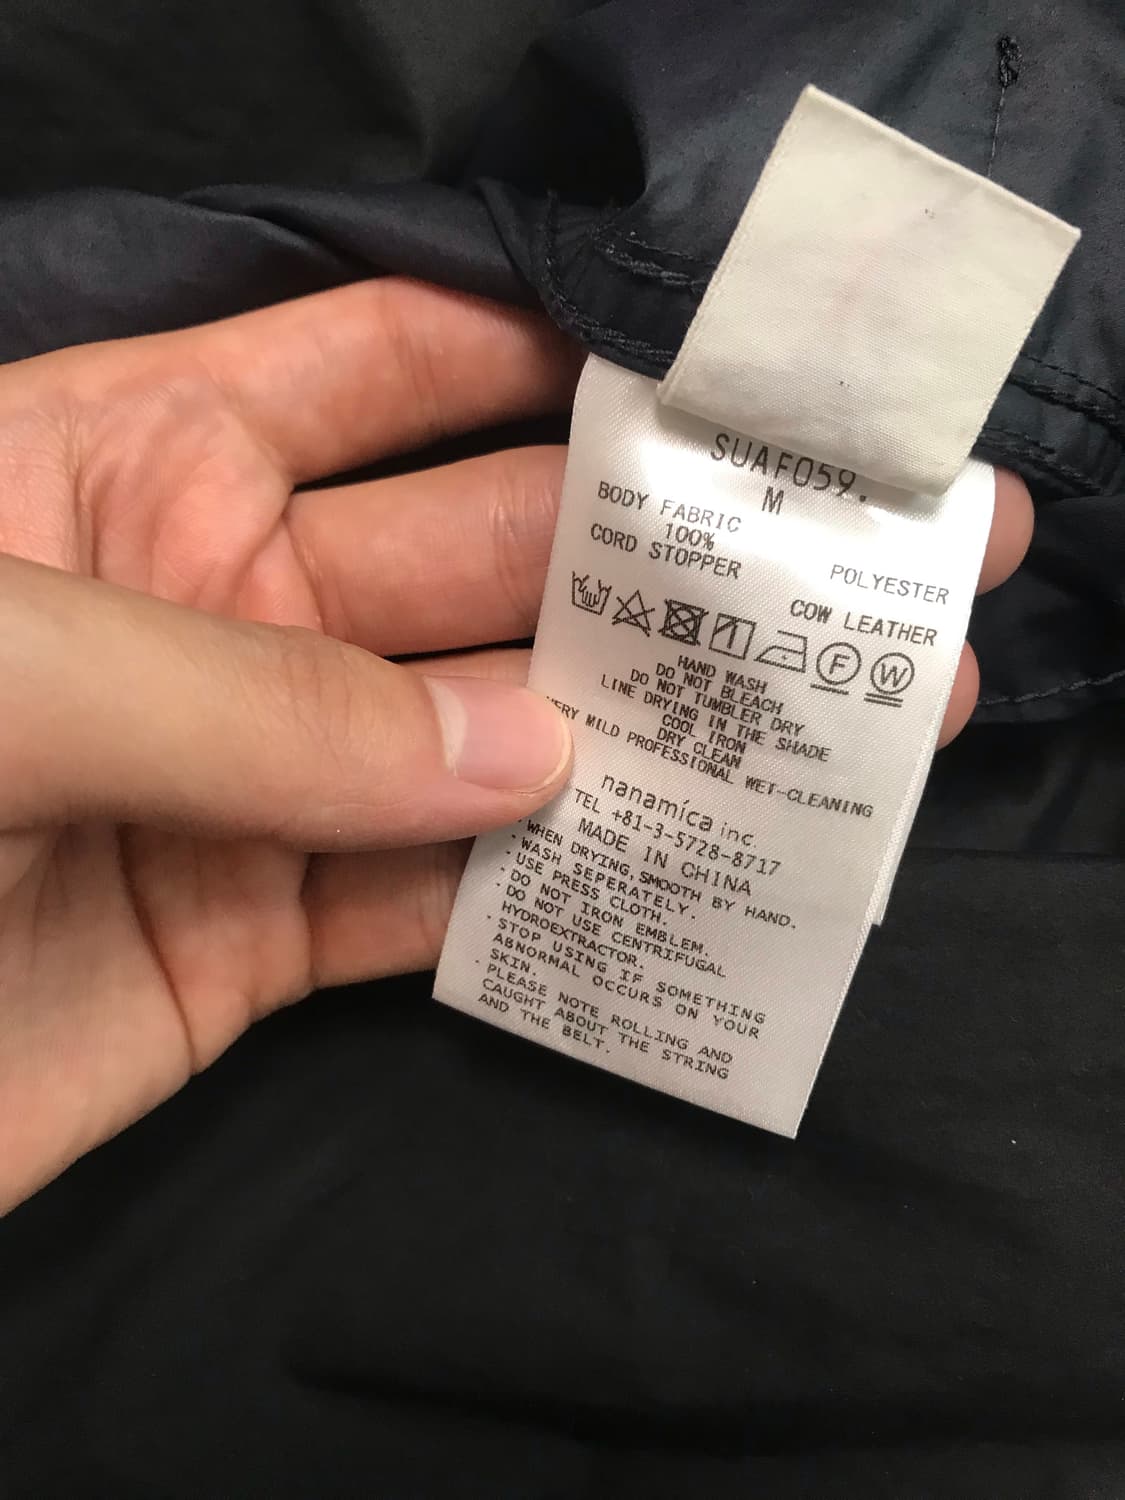 SUAF059.
M
BODY FABRIC
100% POLYESTER
CORD STOPPER
COW LEATHER
F W
HAND WASH
DO NOT BLEACH
DO NOT TUMBLER DRY
LINE DRYING IN THE SHADE
COOL IRON
DRY CLEAN
VERY MILD PROFESSIONAL WET-CLEANING
nanamica inc.
TEL +81-3-5728-8717
MADE IN CHINA
· WHEN DRYING, SMOOTH BY HAND.
· WASH SEPERATELY.
· USE PRESS CLOTH.
· DO NOT IRON EMBLEM.
· DO NOT USE CENTRIFUGAL
HYDROEXTRACTOR.
· STOP USING IF SOMETHING
ABNORMAL OCCURS ON YOUR
SKIN.
· PLEASE NOTE ROLLING AND
CAUGHT ABOUT THE STRING
AND THE BELT.